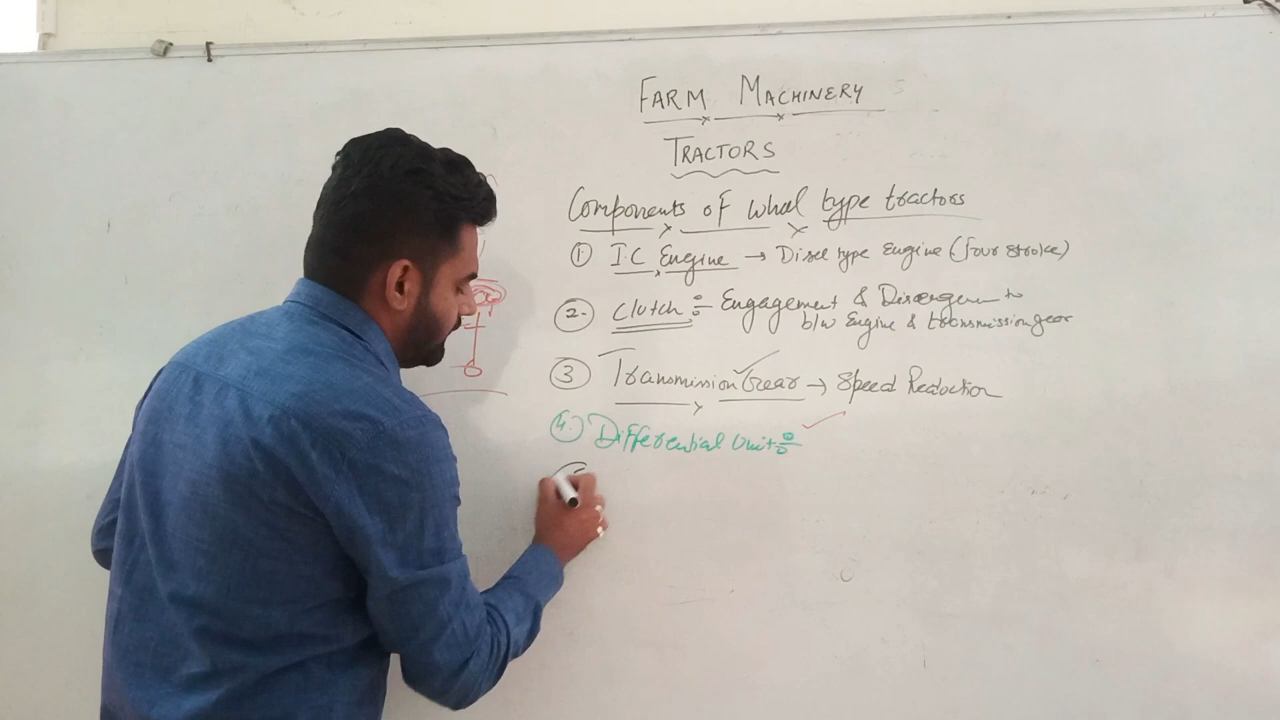 FARM MACHINERY
TRACTORS
Components of wheel type tractors
1. I.C Engine → Disel type Engine (four stroke)
2. Clutch ÷ Engagement & Disengagement
b/w Engine & transmission gear
3 Transmission Gear → Speed Reduction
4. Differential Unit ÷